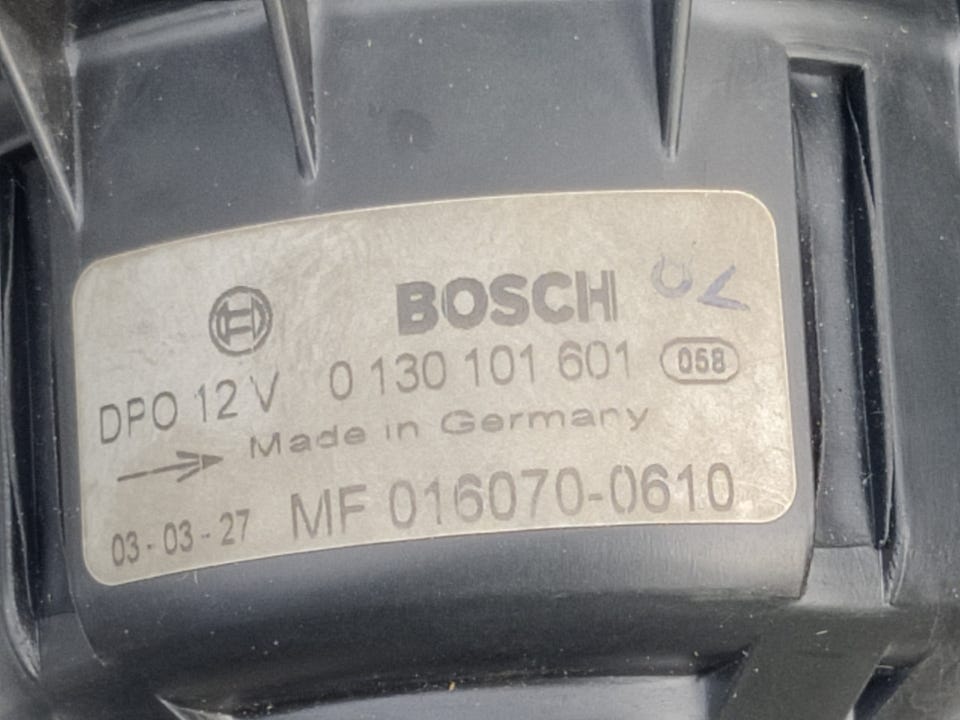 BOSCH
DPO 12 V 0 130 101 601 058
Made in Germany
03-03-27 MF 016070-0610